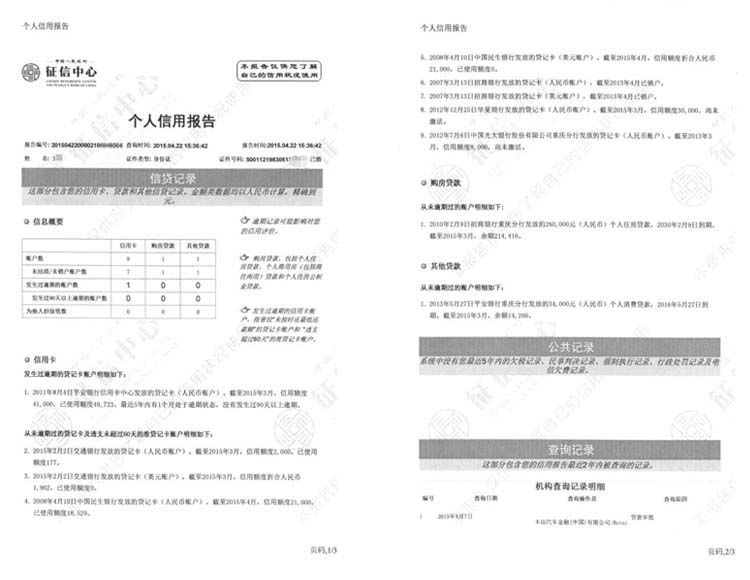 个人信用报告
中国人民银行
征信中心
CREDIT REFERENCE CENTER
THE PEOPLE'S BANK OF CHINA
本报告仅供您了解
自己的信用状况使用
个人信用报告
查询时间:2015.04.22 15:36:42
报告时间:2015.04.22 15:36:42
证件类型: 身份证
已婚
信贷记录
这部分包含您的信用卡、贷款和其他信贷记录。金额类数据均以人民币计算，精确到
元。
信息概要
逾期记录可能影响对您
的信用评价。
信用卡 购房贷款 其他贷款
账户数 9 1 1
未结清/未销户账户数 7 1 1
发生过逾期的账户数 1 0 0
发生过90天以上逾期的账户数 0 0 0
为他人担保笔数 0 0 0
购房贷款，包括个人住
房贷款、个人商用房（包括商
住两用）贷款和个人住房公积
金贷款。
发生过逾期的信用卡账
户，指曾经“未按时还最低还
款额”的贷记卡账户和“透支
超过60天”的准贷记卡账户。
信用卡
发生过逾期的贷记卡账户明细如下：
1. 2011年8月4日平安银行信用卡中心发放的贷记卡（人民币账户）。截至2015年3月，信用额度
41,000，已使用额度49,723。最近5年内有1个月处于逾期状态，没有发生过90天以上逾期。
从未逾期过的贷记卡及透支未超过60天的准贷记卡账户明细如下：
2. 2015年2月2日交通银行发放的贷记卡（人民币账户）。截至2015年3月，信用额度2,000，已使用
额度177。
3. 2015年2月2日交通银行发放的贷记卡（美元账户）。截至2015年3月，信用额度折合人民币
1,962，已使用额度0。
4. 2008年4月10日中国民生银行发放的贷记卡（人民币账户）。截至2015年4月，信用额度21,000，
已使用额度18,529。
页码,1/3
个人信用报告
5. 2008年4月10日中国民生银行发放的贷记卡（美元账户）。截至2015年4月，信用额度折合人民币
21,000，已使用额度0。
6. 2007年3月13日招商银行发放的贷记卡（人民币账户），截至2013年4月已销户。
7. 2007年3月13日招商银行发放的贷记卡（美元账户），截至2013年4月已销户。
8. 2012年12月25日华夏银行发放的贷记卡（人民币账户）。截至2015年3月，信用额度30,000，尚未
激活。
9. 2012年7月6日中国光大银行股份有限公司重庆分行发放的贷记卡（人民币账户）。截至2013年3
月，信用额度8,000，尚未激活。
购房贷款
从未逾期过的账户明细如下：
1. 2010年2月9日招商银行重庆分行发放的260,000元（人民币）个人住房贷款，2030年2月9日到期。
截至2015年3月，余额214,416。
其他贷款
从未逾期过的账户明细如下：
1. 2013年5月27日平安银行重庆分行发放的34,000元（人民币）个人消费贷款，2016年5月27日到
期。截至2015年3月，余额14,266。
公共记录
系统中没有您最近5年内的欠税记录、民事判决记录、强制执行记录、行政处罚记录及电
信欠费记录。
查询记录
这部分包含您的信用报告最近2年内被查询的记录。
机构查询记录明细
编号 查询日期 查询操作员 查询原因
1 2015年4月7日 丰田汽车金融(中国)有限公司/ 贷款审批
页码,2/3